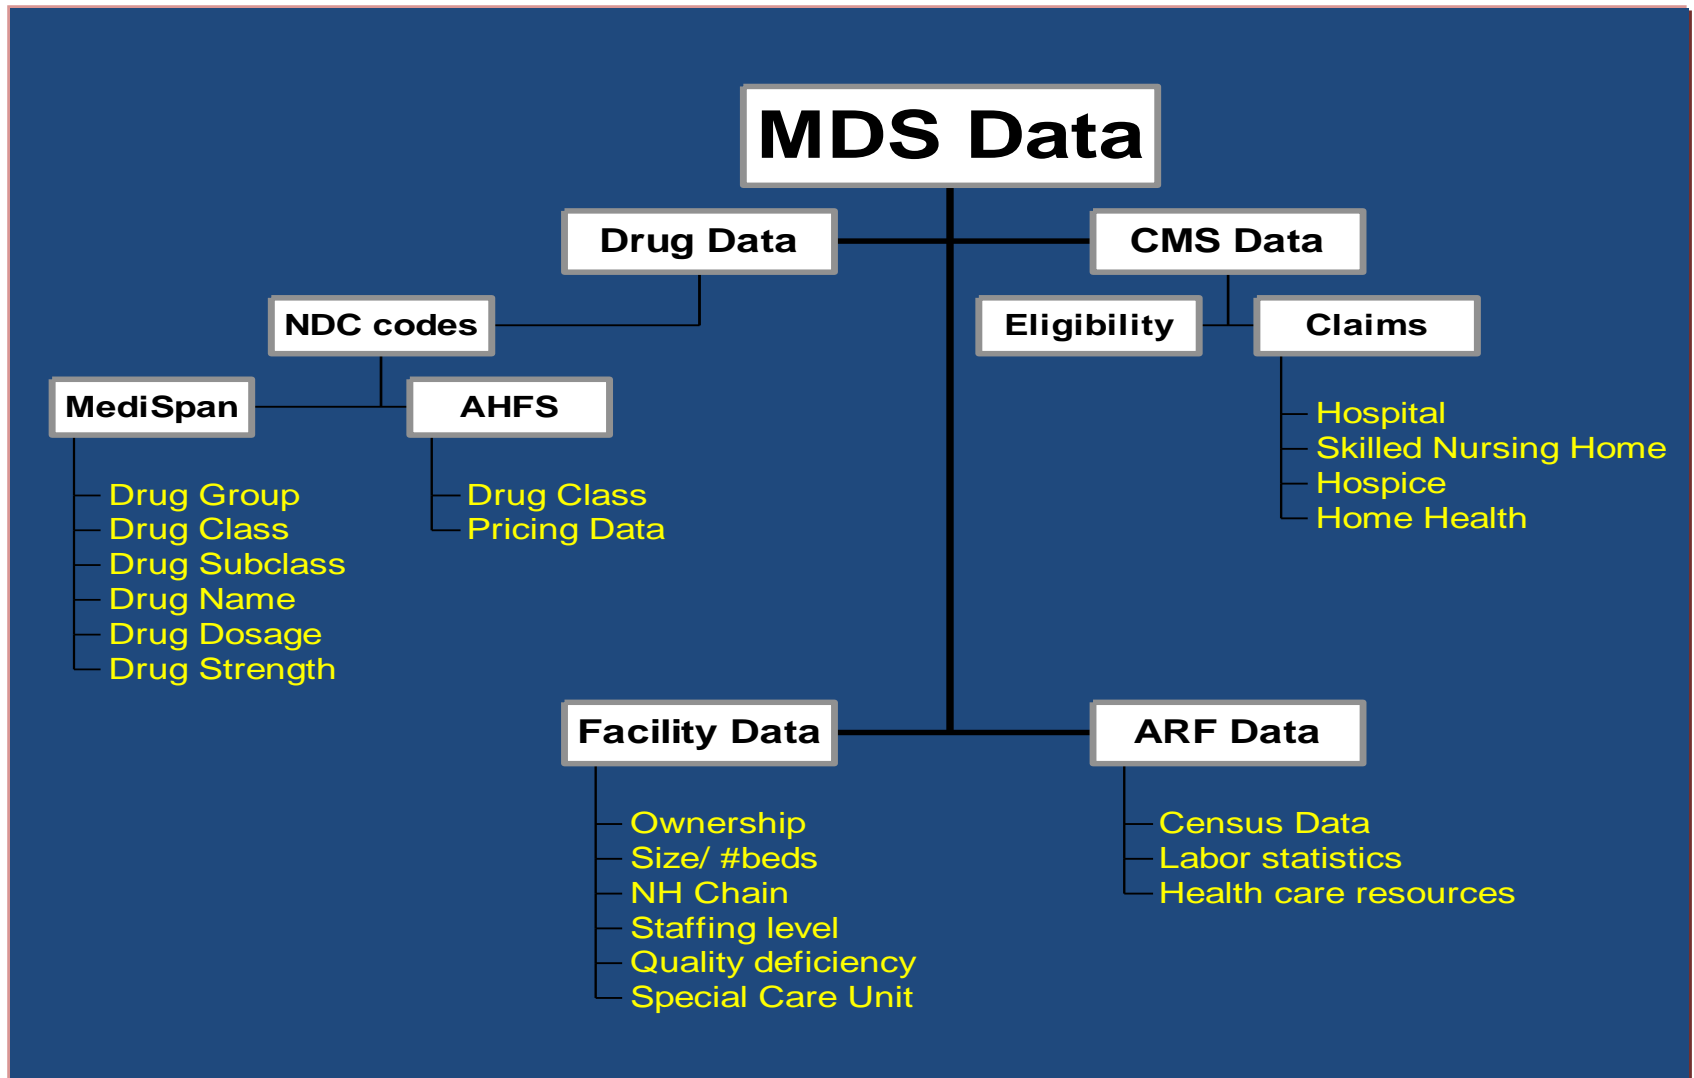 MDS Data
Drug Data
CMS Data
NDC codes
Eligibility
Claims
MediSpan
AHFS
Hospital
Skilled Nursing Home
Hospice
Home Health
Drug Group
Drug Class
Drug Subclass
Drug Name
Drug Dosage
Drug Strength
Drug Class
Pricing Data
Facility Data
ARF Data
Ownership
Size/ #beds
NH Chain
Staffing level
Quality deficiency
Special Care Unit
Census Data
Labor statistics
Health care resources